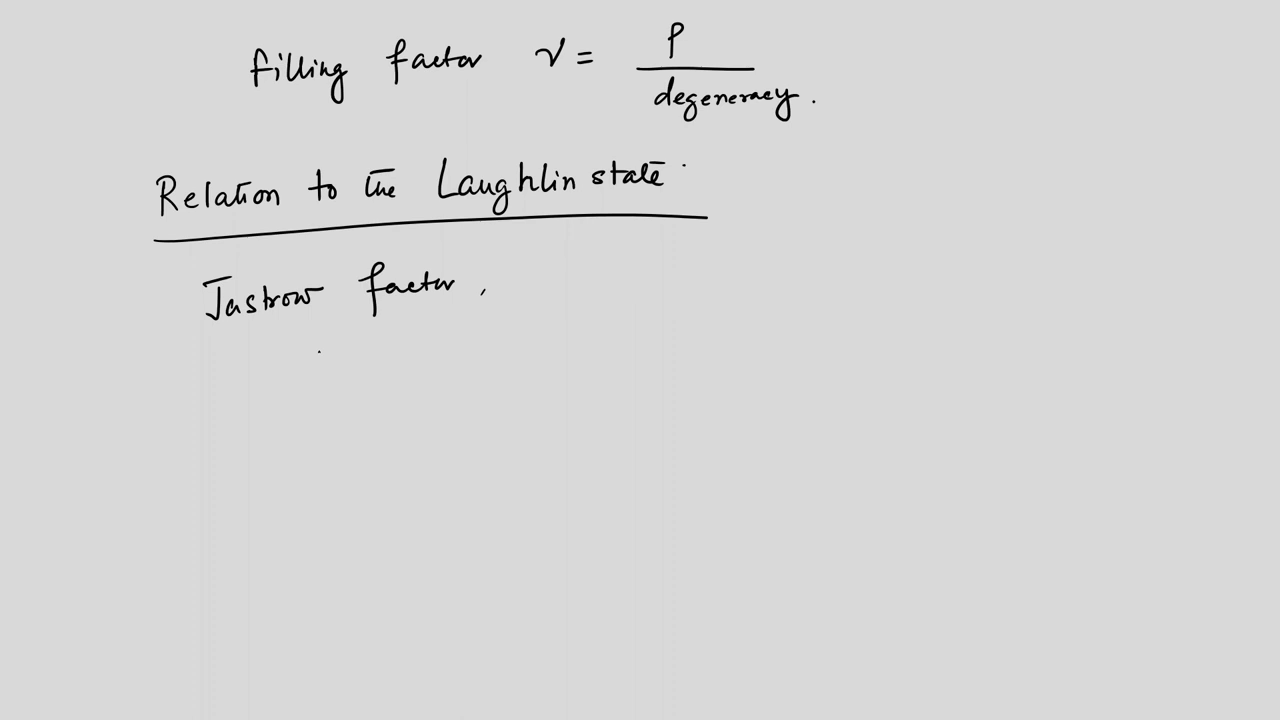 filling factor ν = ρ / degeneracy.
Relation to the Laughlin state
Jastrow factor,